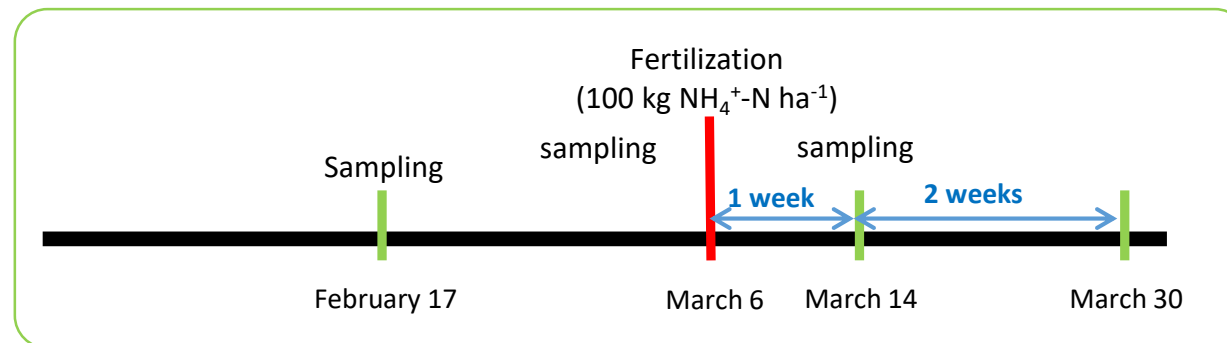 Fertilization
(100 kg NH₄⁺-N ha⁻¹)
sampling
sampling
Sampling
1 week
2 weeks
February 17
March 6
March 14
March 30